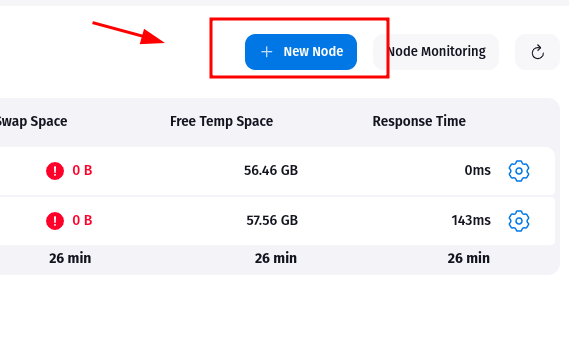 New Node
Node Monitoring
Swap Space
Free Temp Space
Response Time
0 B
56.46 GB
0ms
0 B
57.56 GB
143ms
26 min
26 min
26 min